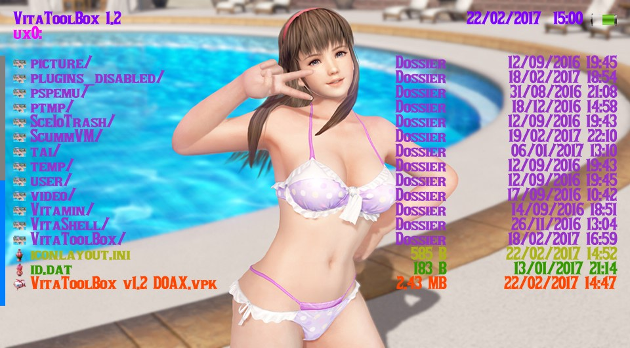 VitaToolBox 1.2 22/02/2017 15:00
ux0:
picture/ Dossier 12/09/2016 19:45
plugins_disabled/ Dossier 18/02/2017 18:54
pspemu/ Dossier 31/08/2016 21:08
ptmp/ Dossier 18/12/2016 14:58
SceIoTrash/ Dossier 12/09/2016 19:43
ScummVM/ Dossier 19/02/2017 22:10
tai/ Dossier 06/01/2017 13:10
temp/ Dossier 12/09/2016 19:43
user/ Dossier 12/09/2016 19:45
video/ Dossier 17/09/2016 10:42
Vitamin/ Dossier 14/09/2016 18:51
VitaShell/ Dossier 26/11/2016 13:04
VitaToolBox/ Dossier 18/02/2017 16:59
iconlayout.ini 595 B 22/02/2017 14:52
id.dat 183 B 13/01/2017 21:14
VitaToolBox v1.2 DOAX.vpk 2.43 MB 22/02/2017 14:47